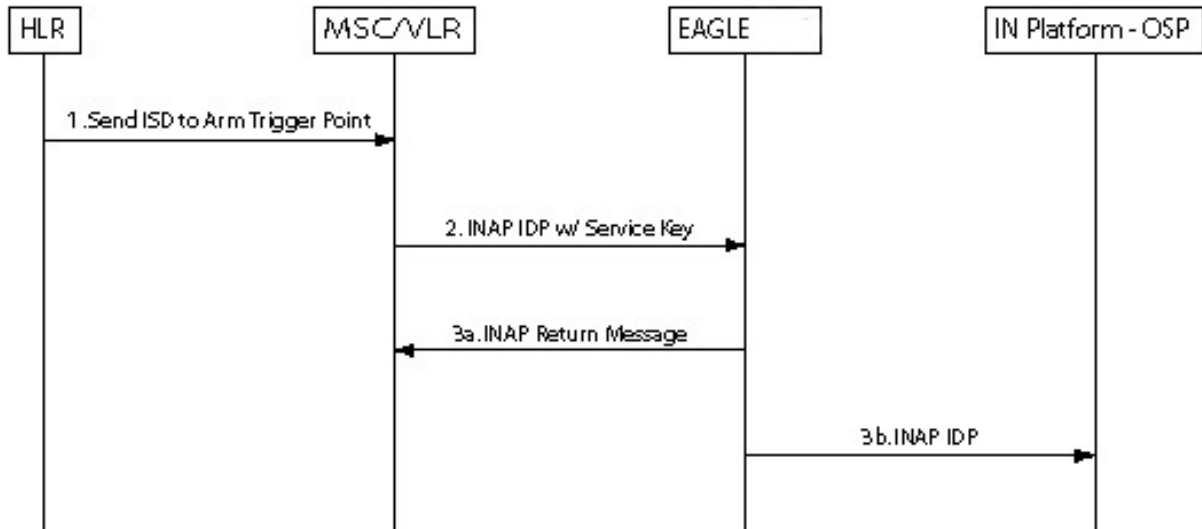 HLR
MSC/VLR
EAGLE
IN Platform - OSP
1.Send ISD to Arm Trigger Point
2. INAP IDP w/ Service Key
3a.INAP Return Message
3b.INAP IDP